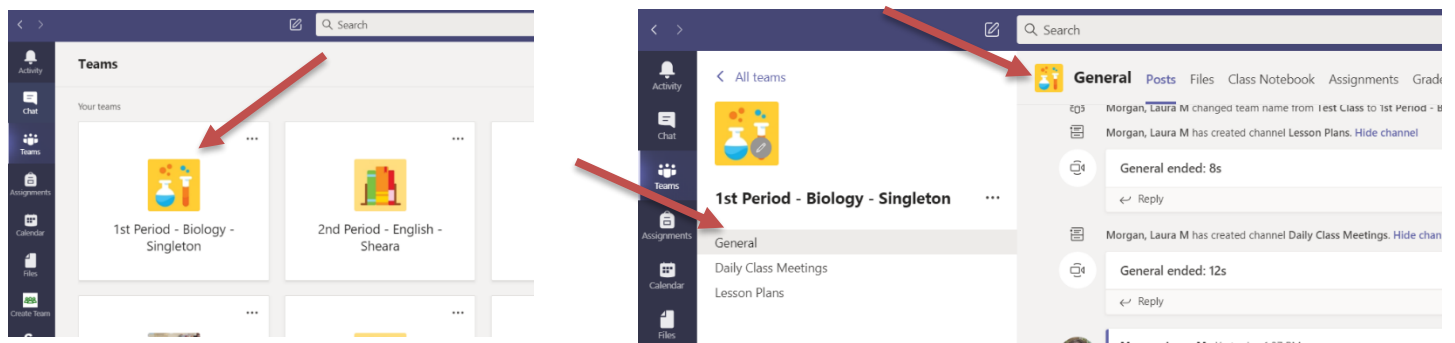 Search
Activity
Chat
Teams
Assignments
Calendar
Files
Create Team
Teams
Your teams
1st Period - Biology -
Singleton
2nd Period - English -
Sheara
Search
Activity
Chat
Teams
Assignments
Calendar
Files
All teams
1st Period - Biology - Singleton
General
Daily Class Meetings
Lesson Plans
General Posts Files Class Notebook Assignments Grade
Morgan, Laura M changed team name from Test Class to 1st Period - B
Morgan, Laura M has created channel Lesson Plans. Hide channel
General ended: 8s
Reply
Morgan, Laura M has created channel Daily Class Meetings. Hide chan
General ended: 12s
Reply